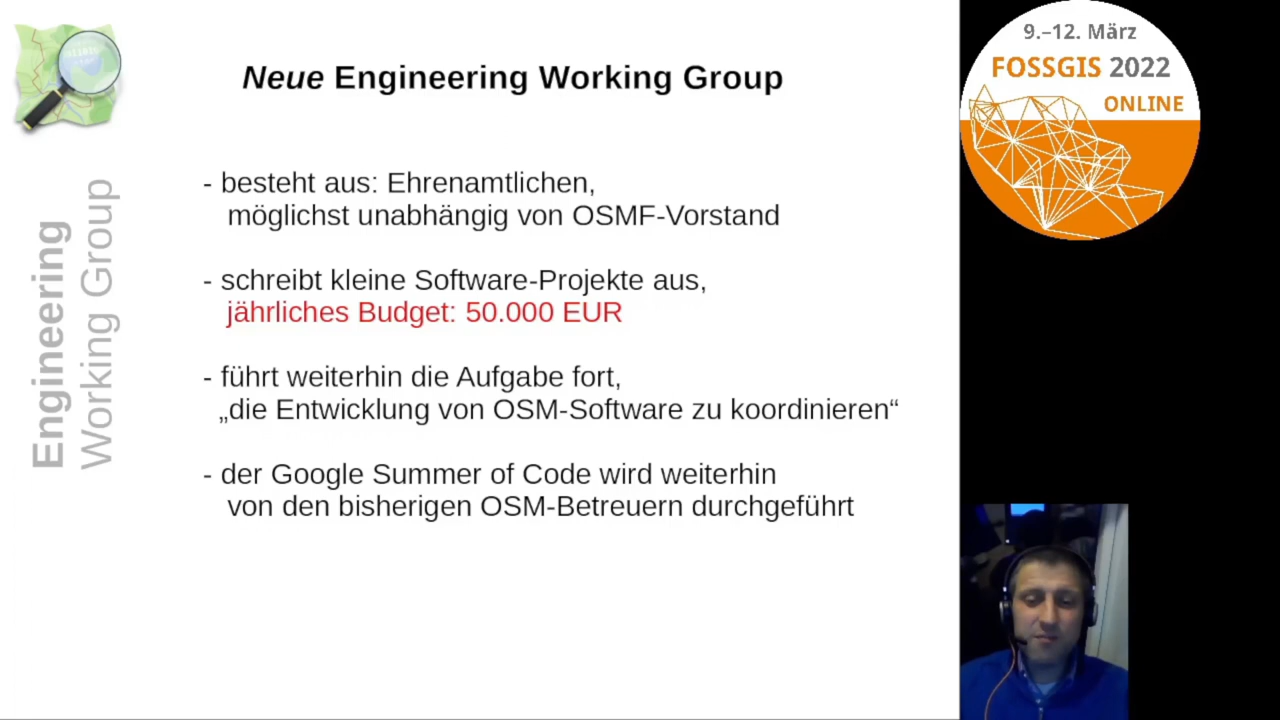 Neue Engineering Working Group
- besteht aus: Ehrenamtlichen,
möglichst unabhängig von OSMF-Vorstand
- schreibt kleine Software-Projekte aus,
jährliches Budget: 50.000 EUR
- führt weiterhin die Aufgabe fort,
„die Entwicklung von OSM-Software zu koordinieren“
- der Google Summer of Code wird weiterhin
von den bisherigen OSM-Betreuern durchgeführt
Engineering
Working Group
9.–12. März
FOSSGIS 2022
ONLINE